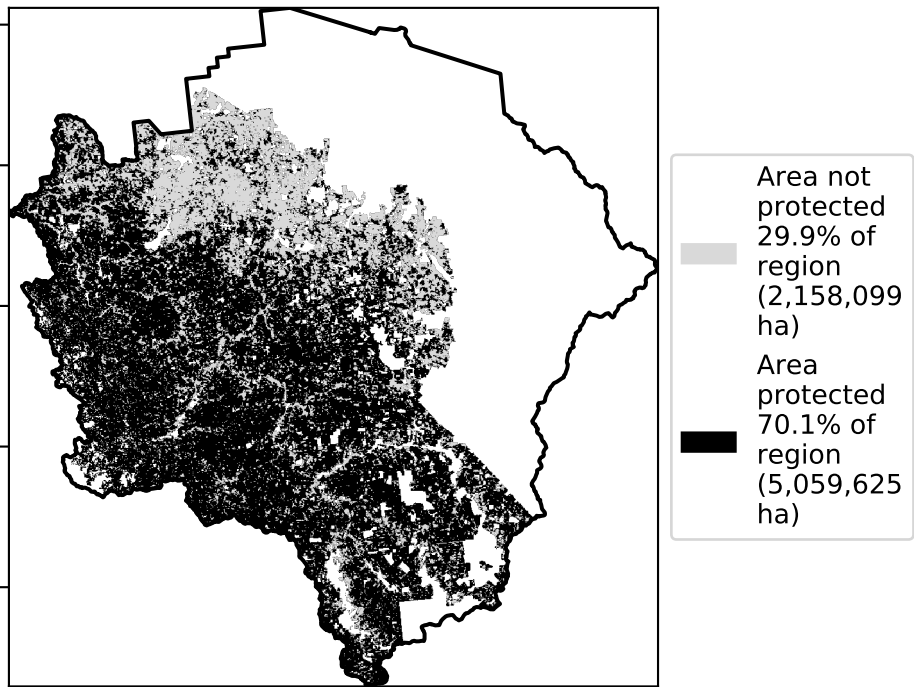 Area not
protected
29.9% of
region
(2,158,099
ha)
Area
protected
70.1% of
region
(5,059,625
ha)